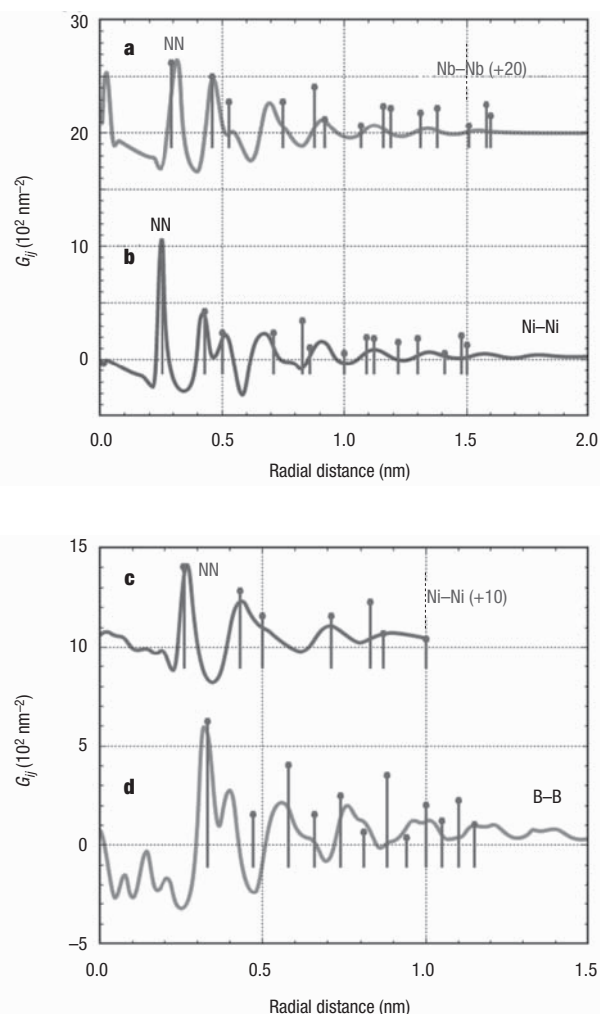 30
a
NN
Nb–Nb (+20)
20
NN
10
b
Ni–Ni
0
0.0 0.5 1.0 1.5 2.0
Radial distance (nm)
Gij (10² nm⁻²)
15
c
NN
Ni–Ni (+10)
10
5
d
B–B
0
–5
0.0 0.5 1.0 1.5
Radial distance (nm)
Gij (10² nm⁻²)